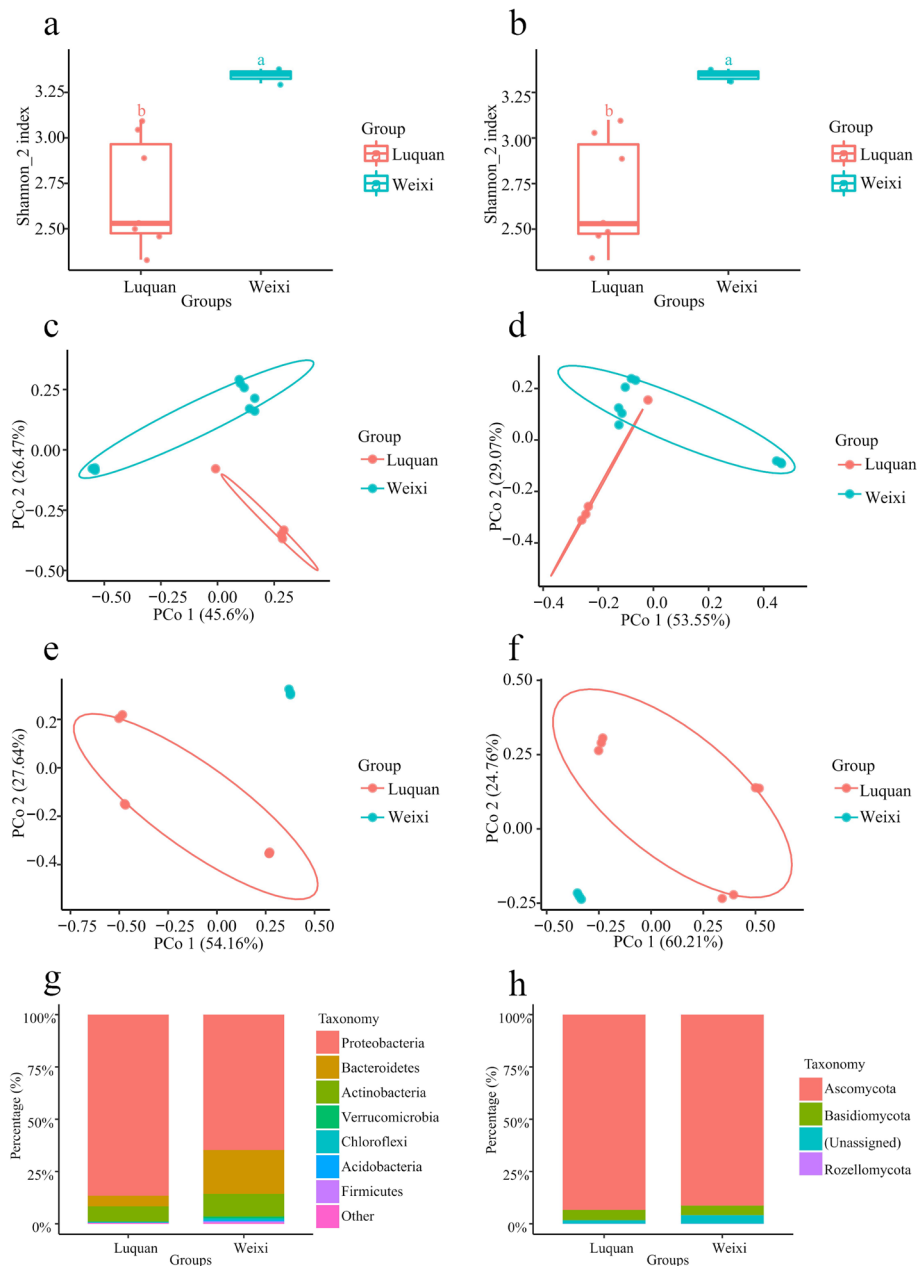 a
Shannon_2 index
3.25
3.00
2.75
2.50
b
a
Group
Luquan
Weixi
Luquan
Weixi
Groups
b
Shannon_2 index
3.25
3.00
2.75
2.50
b
a
Group
Luquan
Weixi
Luquan
Weixi
Groups
c
PCo 2 (26.47%)
0.25
0.00
−0.25
−0.50
Group
Luquan
Weixi
−0.50
−0.25
0.00
0.25
PCo 1 (45.6%)
d
PCo 2 (29.07%)
0.2
0.0
−0.2
−0.4
Group
Luquan
Weixi
−0.4
−0.2
0.0
0.2
0.4
PCo 1 (53.55%)
e
PCo 2 (27.64%)
0.2
0.0
−0.2
−0.4
Group
Luquan
Weixi
−0.75
−0.50
−0.25
0.00
0.25
0.50
PCo 1 (54.16%)
f
PCo 2 (24.76%)
0.50
0.25
0.00
−0.25
Group
Luquan
Weixi
−0.50
−0.25
0.00
0.25
0.50
PCo 1 (60.21%)
g
Percentage (%)
100%
75%
50%
25%
0%
Taxonomy
Proteobacteria
Bacteroidetes
Actinobacteria
Verrucomicrobia
Chloroflexi
Acidobacteria
Firmicutes
Other
Luquan
Weixi
Groups
h
Percentage (%)
100%
75%
50%
25%
0%
Taxonomy
Ascomycota
Basidiomycota
(Unassigned)
Rozellomycota
Luquan
Weixi
Groups